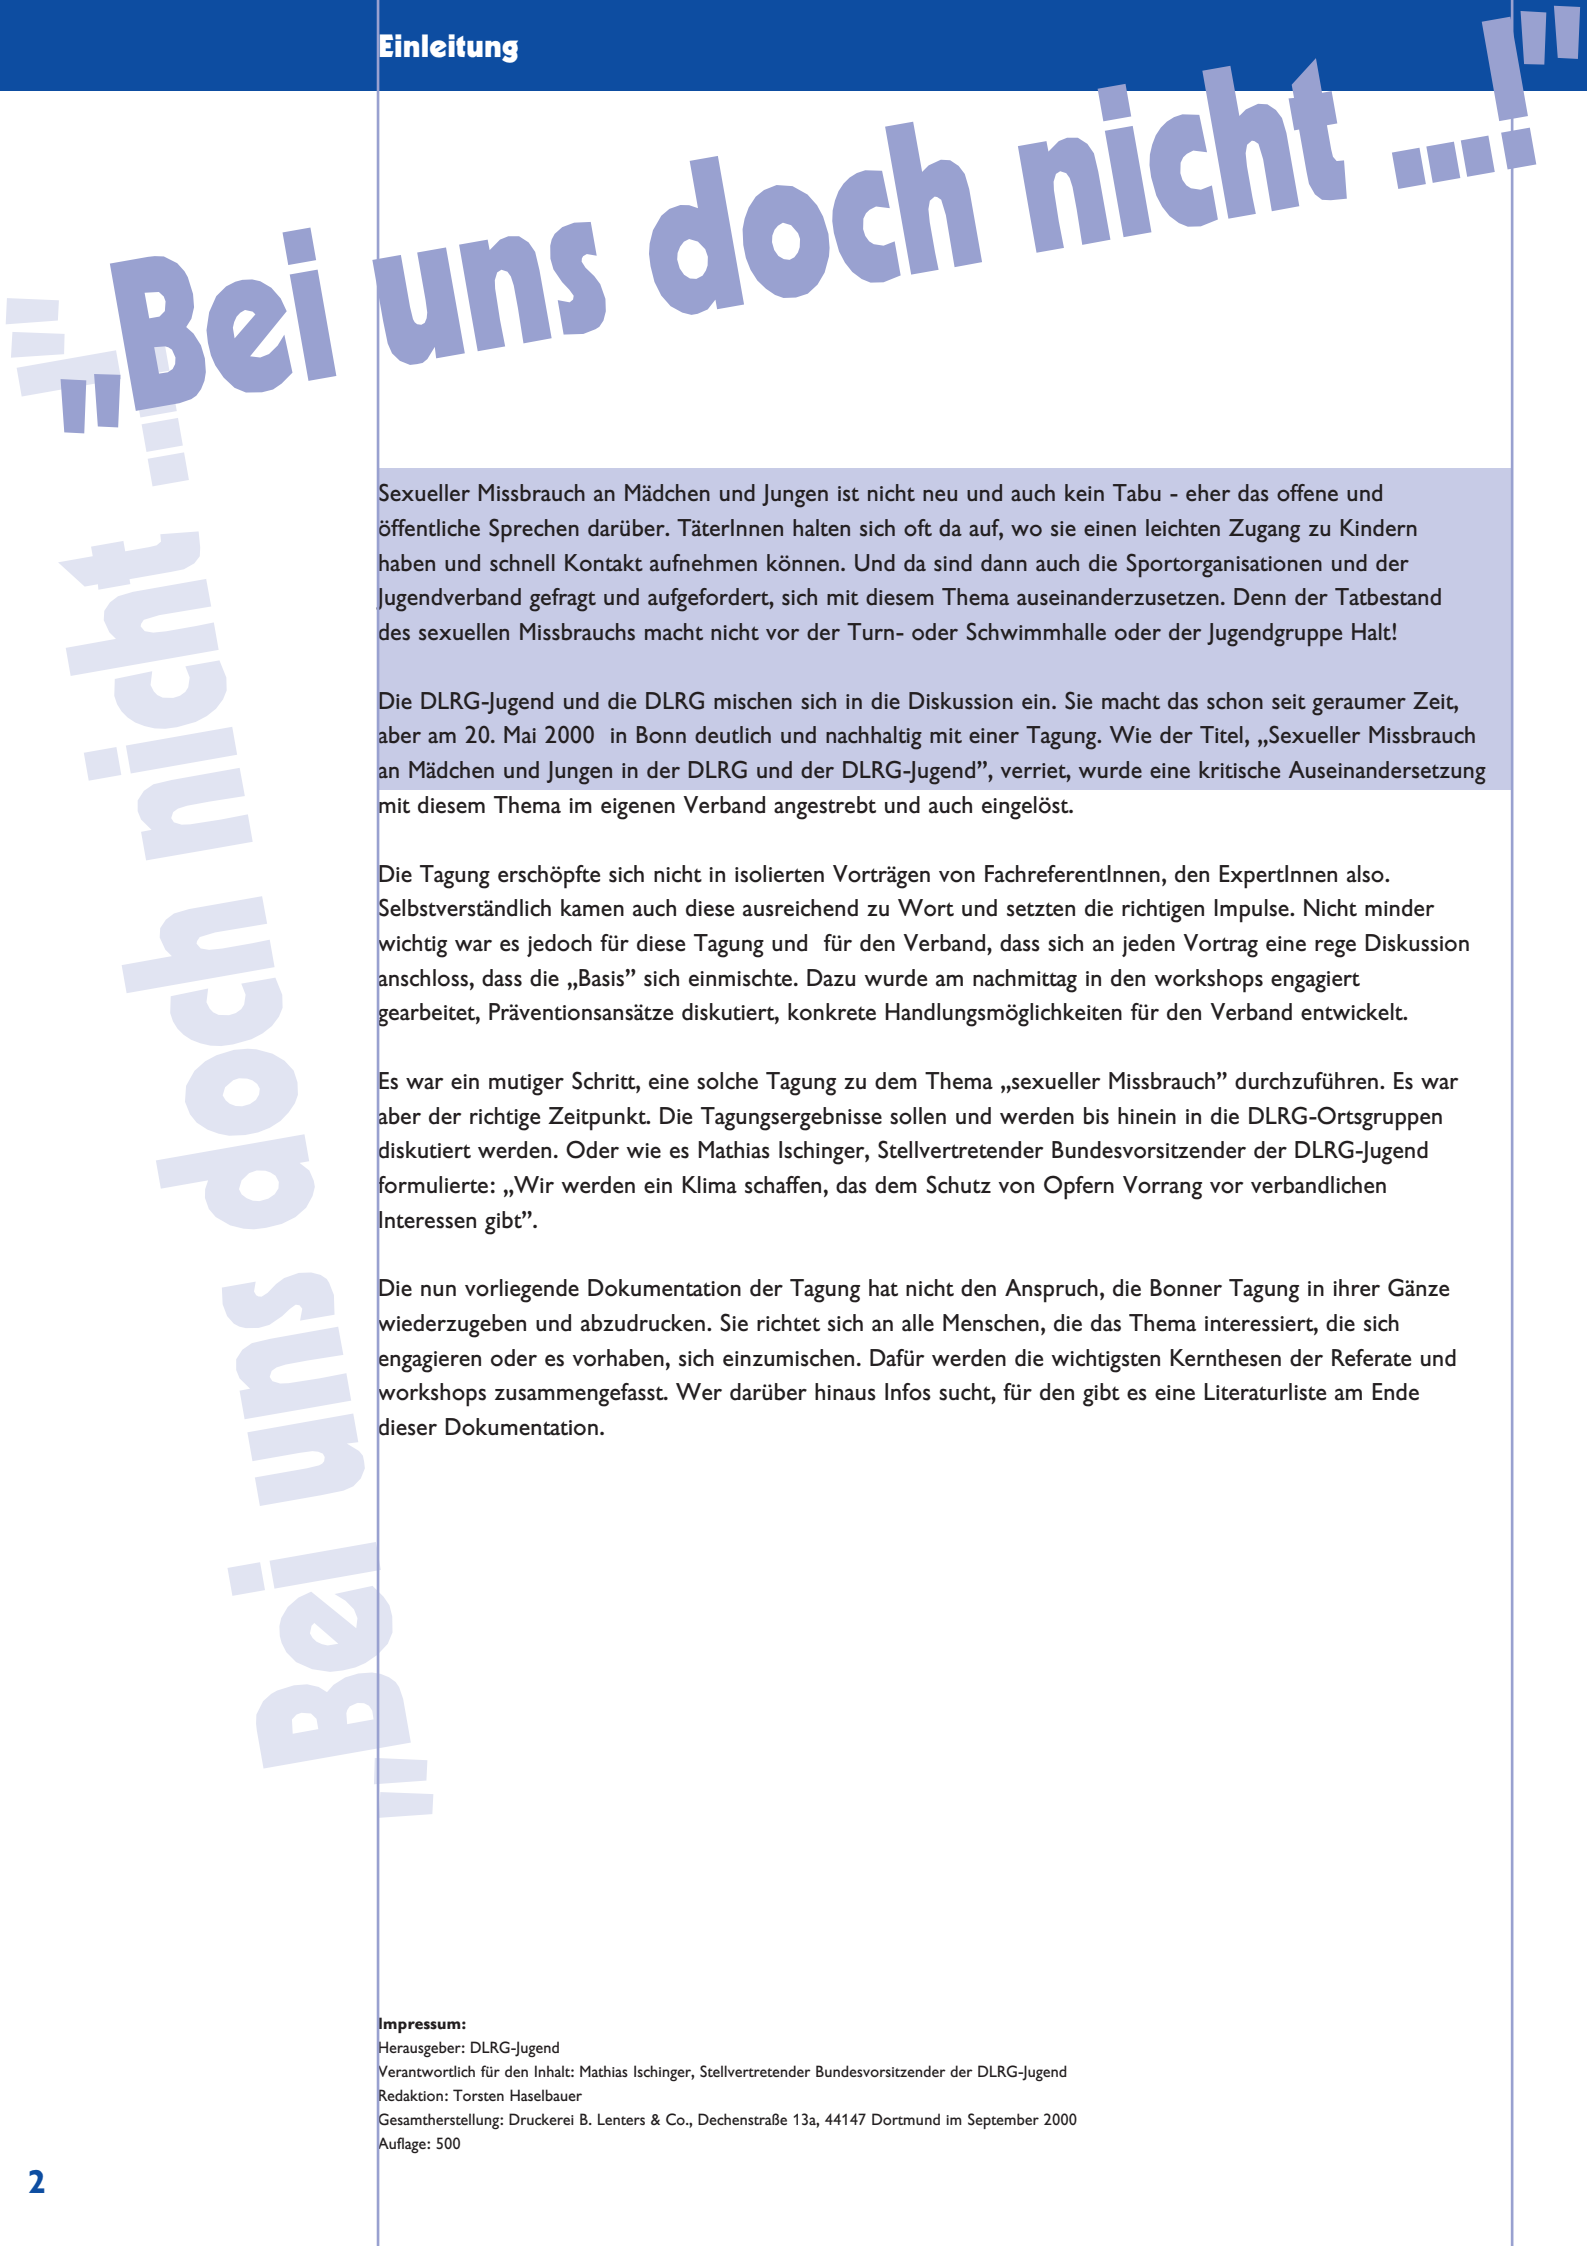 Einleitung
„Bei uns doch nicht ...!"
"Bei uns doch nicht ...!"
Sexueller Missbrauch an Mädchen und Jungen ist nicht neu und auch kein Tabu - eher das offene und
öffentliche Sprechen darüber. TäterInnen halten sich oft da auf, wo sie einen leichten Zugang zu Kindern
haben und schnell Kontakt aufnehmen können. Und da sind dann auch die Sportorganisationen und der
Jugendverband gefragt und aufgefordert, sich mit diesem Thema auseinanderzusetzen. Denn der Tatbestand
des sexuellen Missbrauchs macht nicht vor der Turn- oder Schwimmhalle oder der Jugendgruppe Halt!
Die DLRG-Jugend und die DLRG mischen sich in die Diskussion ein. Sie macht das schon seit geraumer Zeit,
aber am 20. Mai 2000  in Bonn deutlich und nachhaltig mit einer Tagung. Wie der Titel, „Sexueller Missbrauch
an Mädchen und Jungen in der DLRG und der DLRG-Jugend”, verriet, wurde eine kritische Auseinandersetzung
mit diesem Thema im eigenen Verband angestrebt und auch eingelöst.
Die Tagung erschöpfte sich nicht in isolierten Vorträgen von FachreferentInnen, den ExpertInnen also.
Selbstverständlich kamen auch diese ausreichend zu Wort und setzten die richtigen Impulse. Nicht minder
wichtig war es jedoch für diese Tagung und  für den Verband, dass sich an jeden Vortrag eine rege Diskussion
anschloss, dass die „Basis” sich einmischte. Dazu wurde am nachmittag in den workshops engagiert
gearbeitet, Präventionsansätze diskutiert, konkrete Handlungsmöglichkeiten für den Verband entwickelt.
Es war ein mutiger Schritt, eine solche Tagung zu dem Thema „sexueller Missbrauch” durchzuführen. Es war
aber der richtige Zeitpunkt. Die Tagungsergebnisse sollen und werden bis hinein in die DLRG-Ortsgruppen
diskutiert werden. Oder wie es Mathias Ischinger, Stellvertretender Bundesvorsitzender der DLRG-Jugend
formulierte: „Wir werden ein Klima schaffen, das dem Schutz von Opfern Vorrang vor verbandlichen
Interessen gibt”.
Die nun vorliegende Dokumentation der Tagung hat nicht den Anspruch, die Bonner Tagung in ihrer Gänze
wiederzugeben und abzudrucken. Sie richtet sich an alle Menschen, die das Thema interessiert, die sich
engagieren oder es vorhaben, sich einzumischen. Dafür werden die wichtigsten Kernthesen der Referate und
workshops zusammengefasst. Wer darüber hinaus Infos sucht, für den gibt es eine Literaturliste am Ende
dieser Dokumentation.
Impressum:
Herausgeber: DLRG-Jugend
Verantwortlich für den Inhalt: Mathias Ischinger, Stellvertretender Bundesvorsitzender der DLRG-Jugend
Redaktion: Torsten Haselbauer
Gesamtherstellung: Druckerei B. Lenters & Co., Dechenstraße 13a, 44147 Dortmund im September 2000
Auflage: 500
2